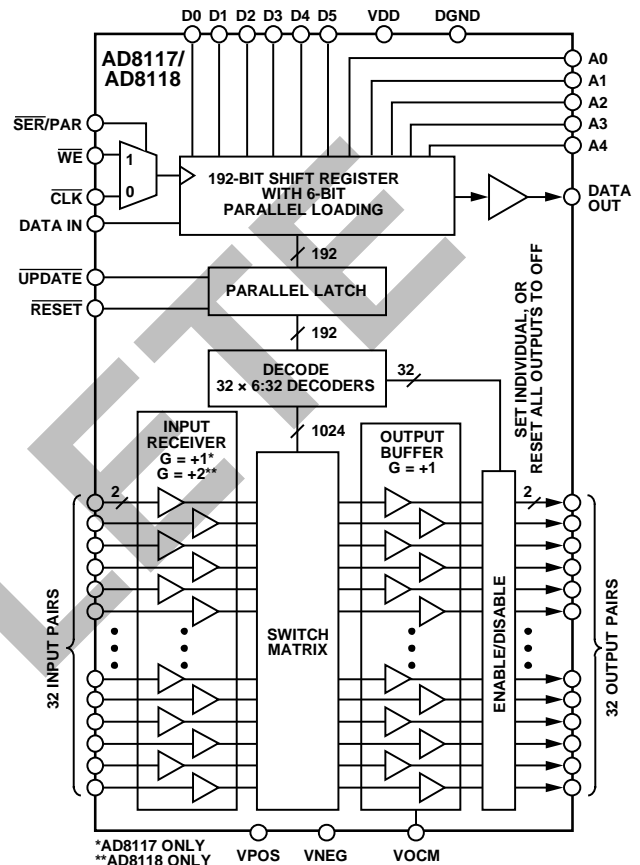 D0 D1 D2 D3 D4 D5 VDD DGND
AD8117/
AD8118
A0
A1
A2
A3
A4
SER/PAR
WE
1
0
CLK
DATA IN
192-BIT SHIFT REGISTER
WITH 6-BIT
PARALLEL LOADING
DATA
OUT
192
UPDATE
RESET
PARALLEL LATCH
192
DECODE
32 × 6:32 DECODERS
32
SET INDIVIDUAL, OR
RESET ALL OUTPUTS TO OFF
1024
INPUT
RECEIVER
G = +1*
G = +2**
OUTPUT
BUFFER
G = +1
2
2
32 INPUT PAIRS
SWITCH
MATRIX
ENABLE/DISABLE
32 OUTPUT PAIRS
*AD8117 ONLY
**AD8118 ONLY
VPOS VNEG VOCM